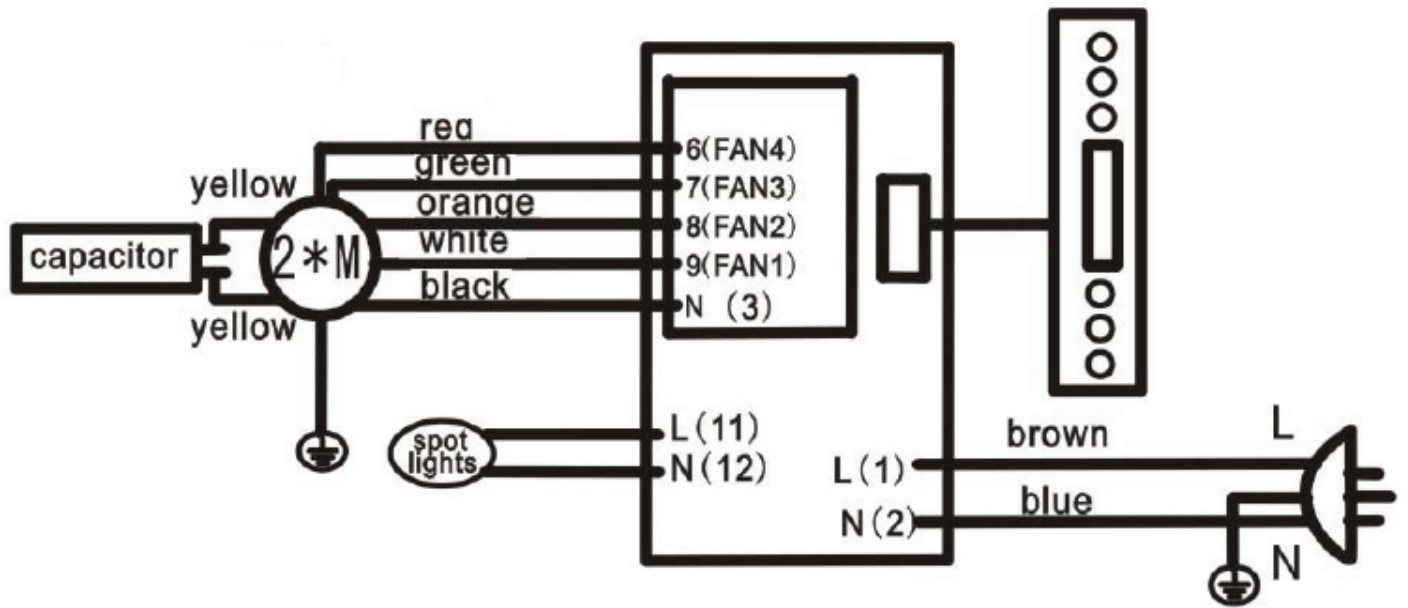 red
6(FAN4)
green
yellow
7(FAN3)
orange
8(FAN2)
white
capacitor
2*M
9(FAN1)
black
N (3)
yellow
L(11)
spot
lights
N(12)
L(1)
brown
L
N(2)
blue
N